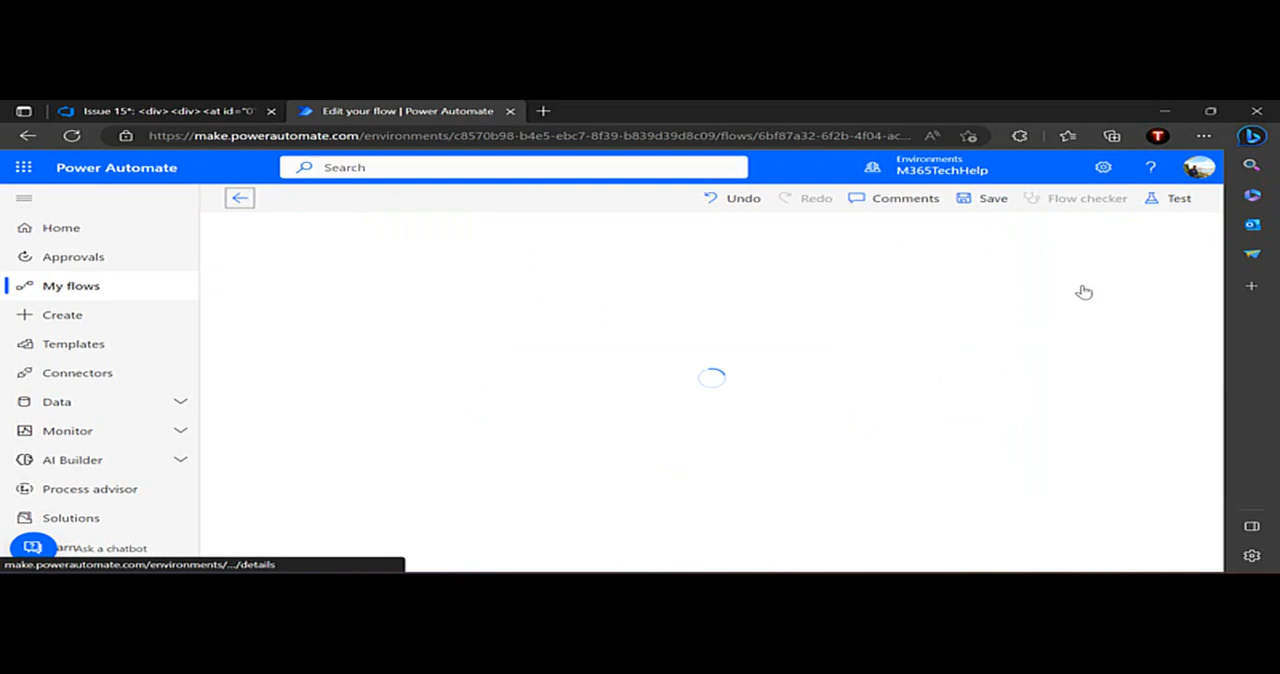 Issue 15*: <div> <div> <at id="0"
Edit your flow | Power Automate
https://make.powerautomate.com/environments/c8570b98-b4e5-ebc7-8f39-b839d39d8c09/flows/6bf87a32-6f2b-4f04-ac...
Power Automate
Search
Environments
M365TechHelp
Undo
Redo
Comments
Save
Flow checker
Test
Home
Approvals
My flows
Create
Templates
Connectors
Data
Monitor
AI Builder
Process advisor
Solutions
Ask a chatbot
make.powerautomate.com/environments/.../details